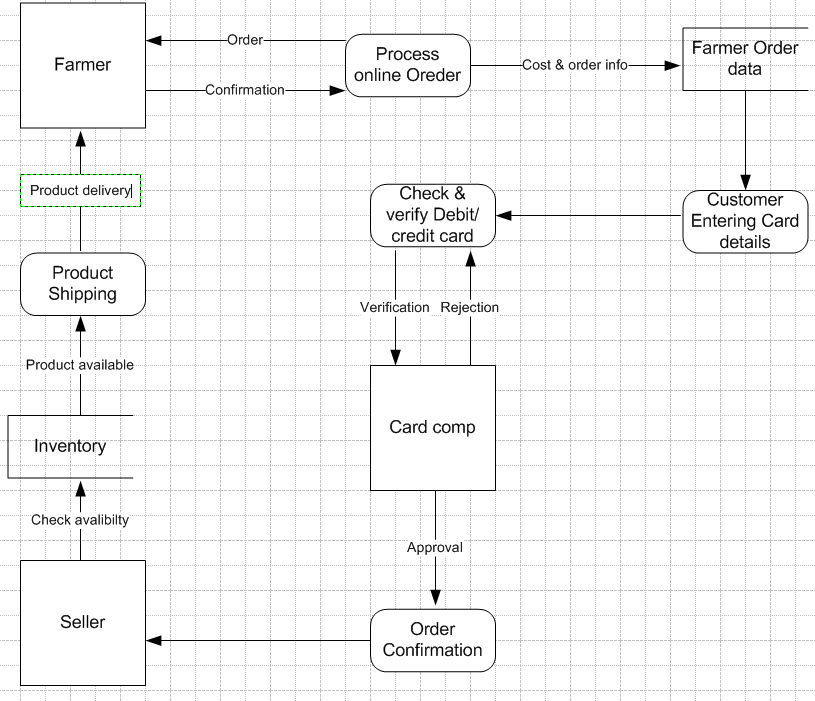 Farmer
Order
Process
online Oreder
Cost & order info
Farmer Order
data
Confirmation
Product delivery
Check &
verify Debit/
credit card
Customer
Entering Card
details
Product
Shipping
Verification
Rejection
Product available
Card comp
Inventory
Check avalibilty
Approval
Seller
Order
Confirmation